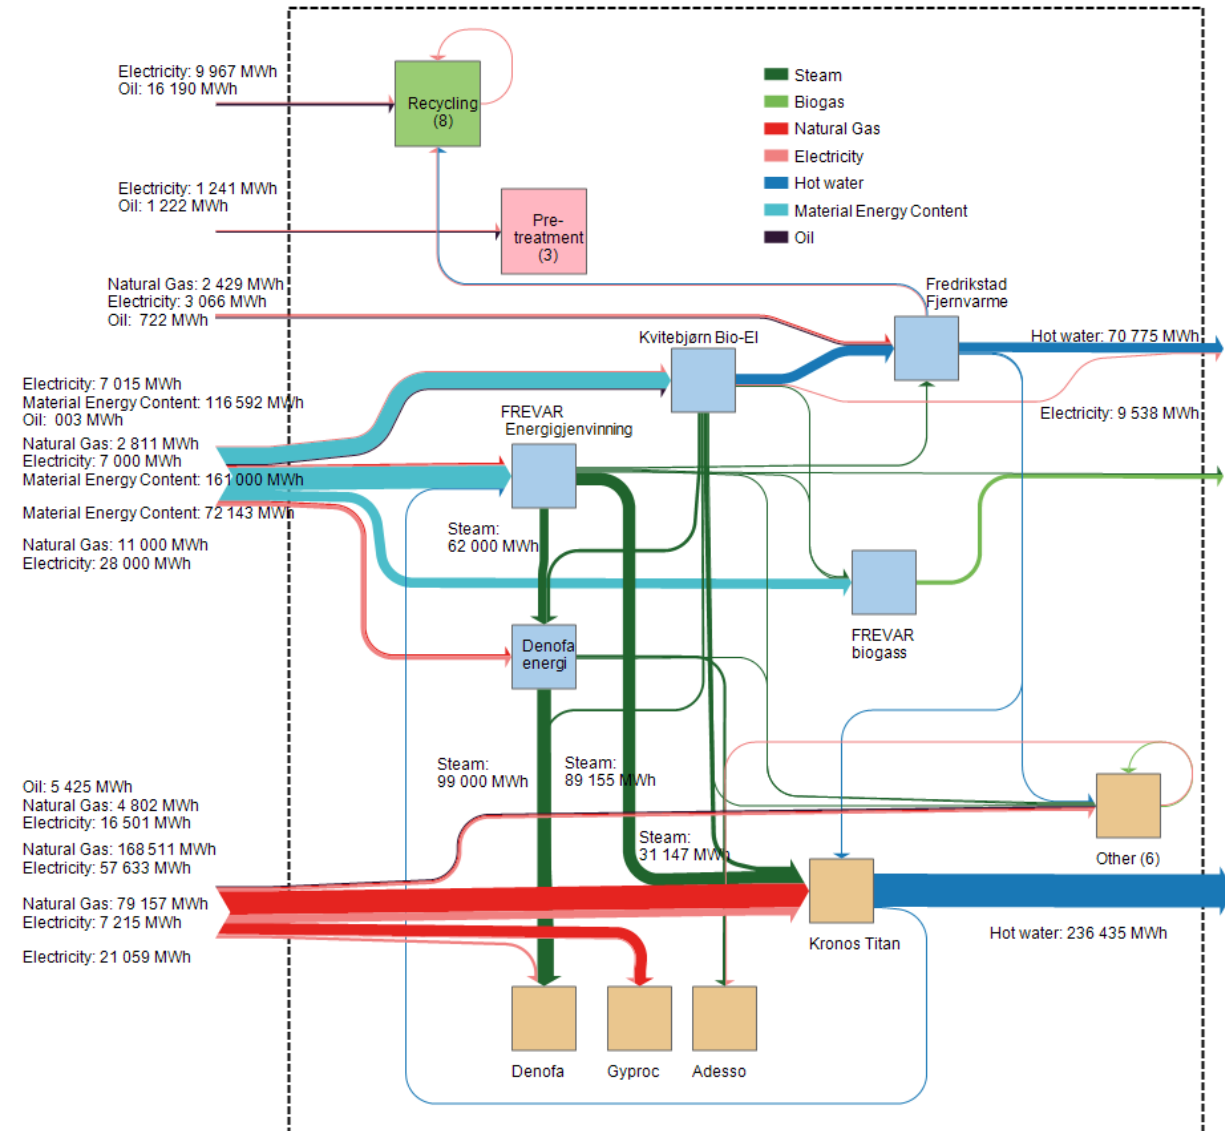 Electricity: 9 967 MWh
Oil: 16 190 MWh
Recycling
(8)
Steam
Biogas
Natural Gas
Electricity
Hot water
Material Energy Content
Oil
Electricity: 1 241 MWh
Oil: 1 222 MWh
Pre-
treatment
(3)
Natural Gas: 2 429 MWh
Electricity: 3 066 MWh
Oil: 722 MWh
Fredrikstad
Fjernvarme
Kvitebjørn Bio-El
Hot water: 70 775 MWh
Electricity: 7 015 MWh
Material Energy Content: 116 592 MWh
Oil: 003 MWh
Electricity: 9 538 MWh
FREVAR
Energigjenvinning
Natural Gas: 2 811 MWh
Electricity: 7 000 MWh
Material Energy Content: 161 000 MWh
Material Energy Content: 72 143 MWh
Natural Gas: 11 000 MWh
Electricity: 28 000 MWh
Steam:
62 000 MWh
FREVAR
biogass
Denofa
energi
Steam:
99 000 MWh
Steam:
89 155 MWh
Oil: 5 425 MWh
Natural Gas: 4 802 MWh
Electricity: 16 501 MWh
Natural Gas: 168 511 MWh
Electricity: 57 633 MWh
Steam:
31 147 MWh
Other (6)
Natural Gas: 79 157 MWh
Electricity: 7 215 MWh
Electricity: 21 059 MWh
Kronos Titan
Hot water: 236 435 MWh
Denofa
Gyproc
Adesso